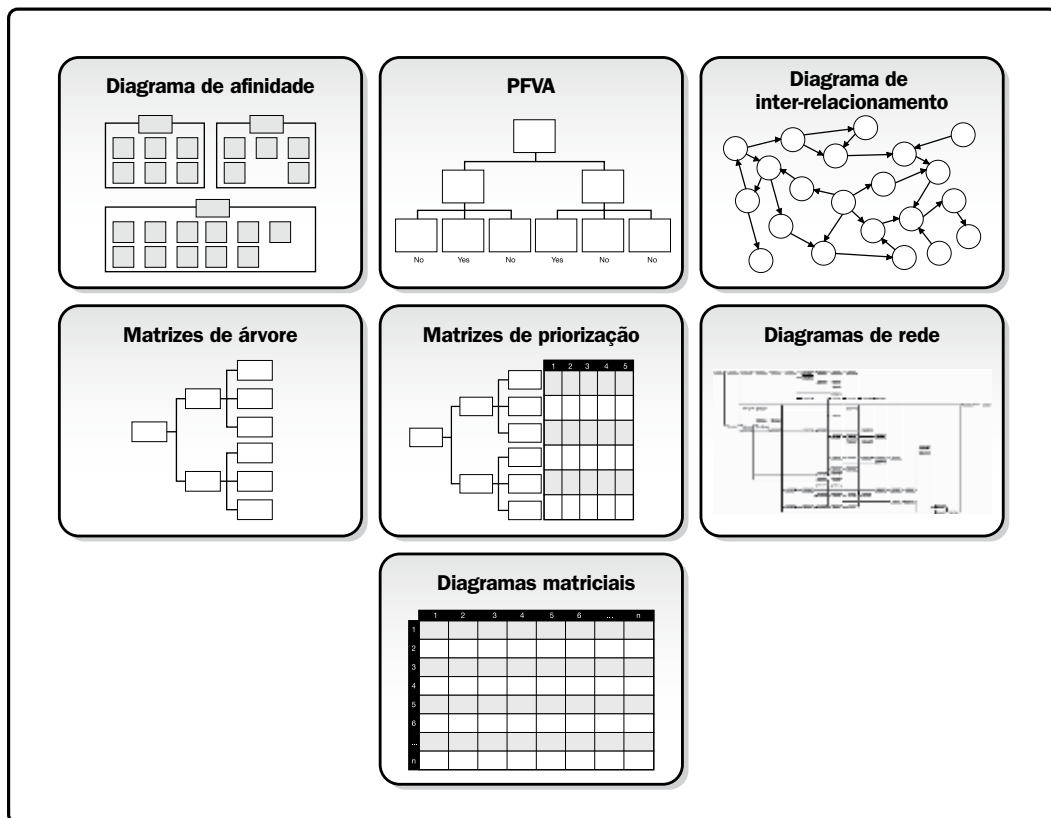 Diagrama de afinidade
PFVA
No Yes No Yes No No
Diagrama de
inter-relacionamento
Matrizes de árvore
Matrizes de priorização
1 2 3 4 5
Diagramas de rede
Diagramas matriciais
1 2 3 4 5 6 ... n
1
2
3
4
5
6
...
n